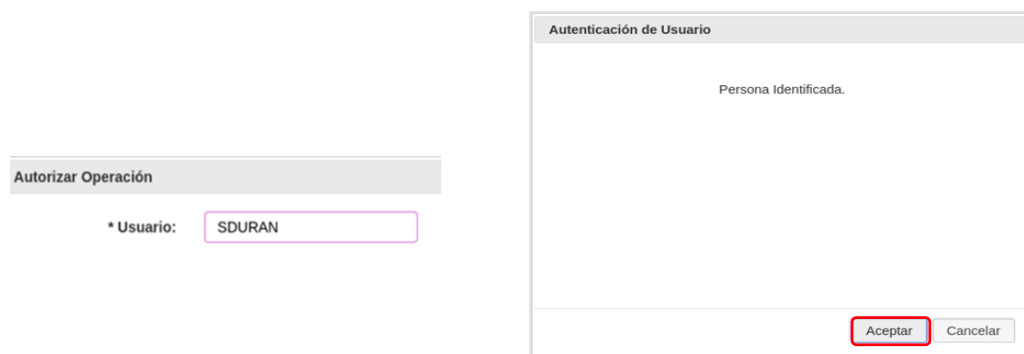 Autorizar Operación
* Usuario: SDURAN
Autenticación de Usuario
Persona Identificada.
Aceptar Cancelar